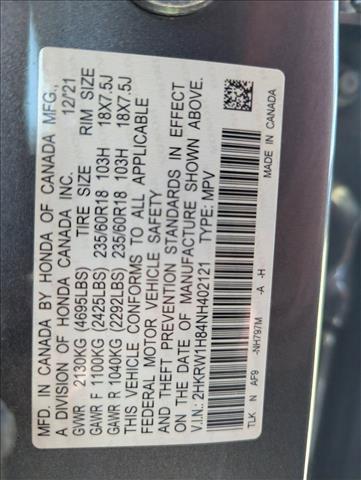 MFD. IN CANADA BY HONDA OF CANADA MFG.,
A DIVISION OF HONDA CANADA INC. 12/21
GVWR 2130KG (4695LBS) TIRE SIZE RIM SIZE
GAWR F 1100KG (2425LBS) 235/60R18 103H 18X7.5J
GAWR R 1040KG (2292LBS) 235/60R18 103H 18X7.5J
THIS VEHICLE CONFORMS TO ALL APPLICABLE
FEDERAL MOTOR VEHICLE SAFETY
THEFT PREVENTION STANDARDS IN EFFECT
ON THE DATE OF MANUFACTURE SHOWN ABOVE.
V.I.N.: 2HKRW1H84NH402121 TYPE: MPV
TLK N AF9 -NH797M -A -H MADE IN CANADA